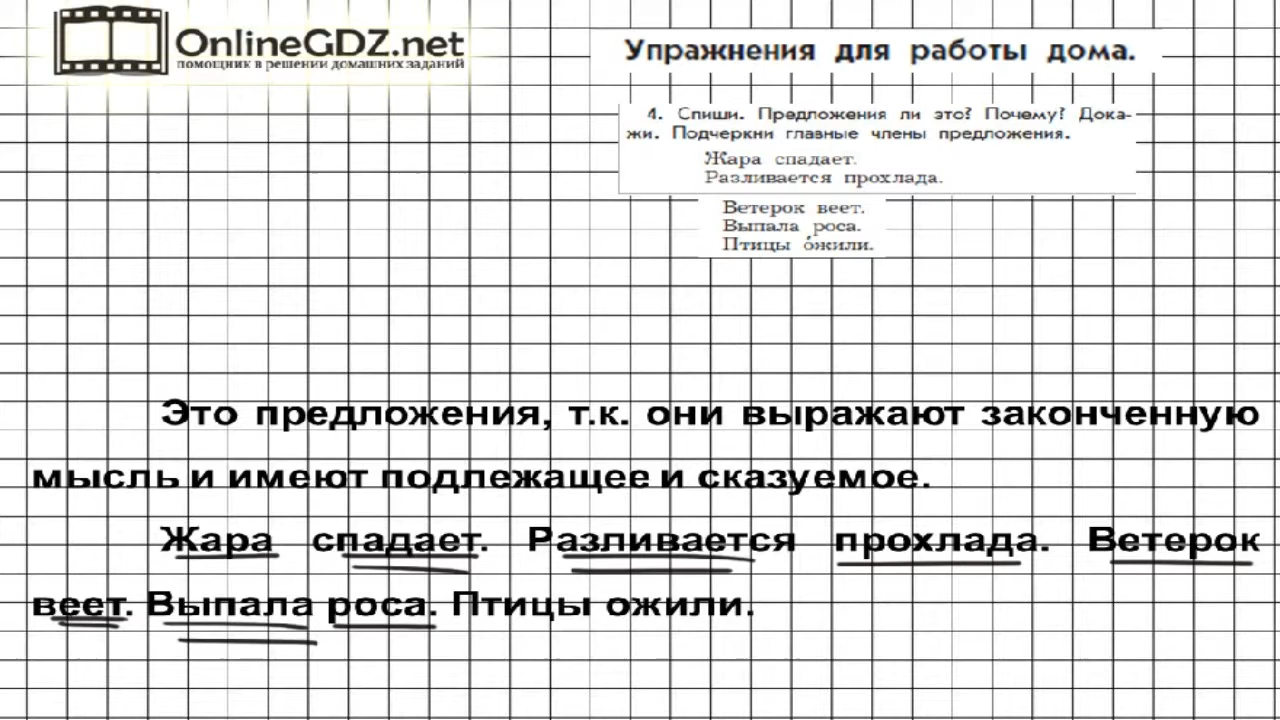 OnlineGDZ.net
помощник в решении домашних заданий
Упражнения для работы дома.
4. Спиши. Предложения ли это? Почему? Дока-
жи. Подчеркни главные члены предложения.
Жара спадает.
Разливается прохлада.
Ветерок веет.
Выпала роса.
Птицы о́жили.
Это предложения, т.к. они выражают законченную
мысль и имеют подлежащее и сказуемое.
Жара спадает. Разливается прохлада. Ветерок
веет. Выпала роса. Птицы ожили.